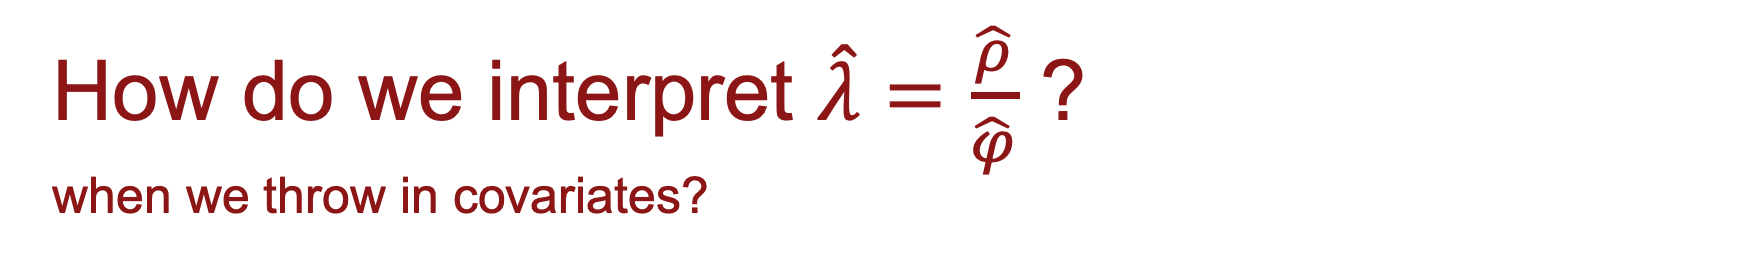 How do we interpret λ̂ = ρ̂/φ̂ ?
when we throw in covariates?